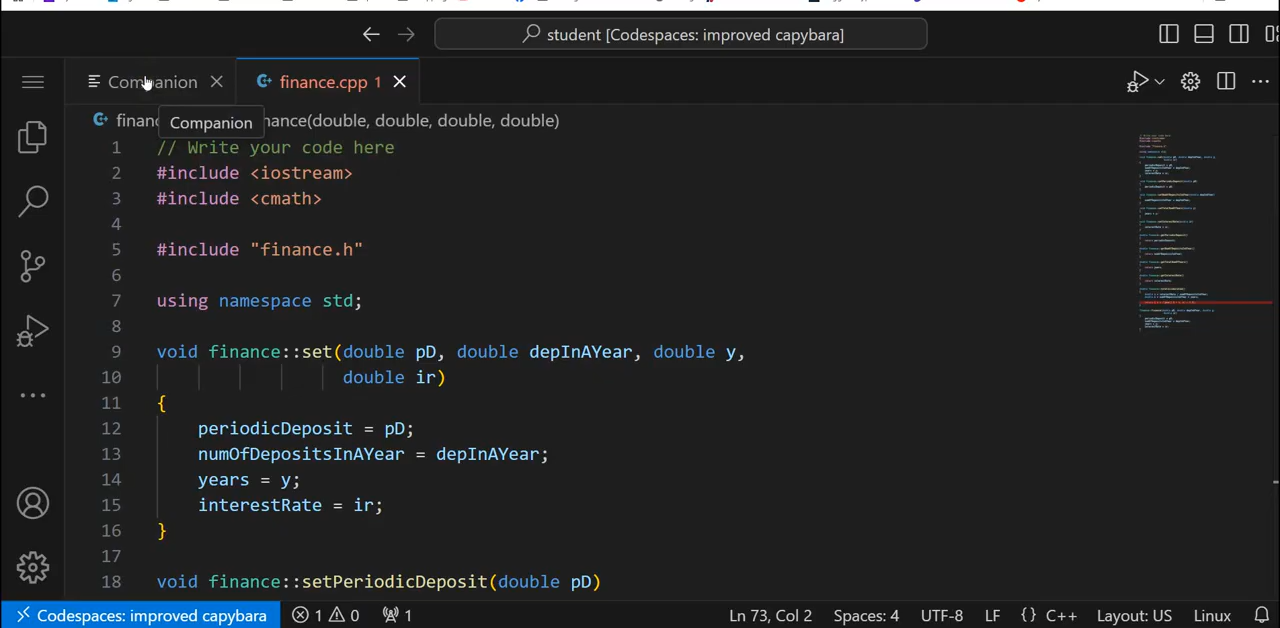 student [Codespaces: improved capybara]
Companion
finance.cpp 1
Companion
nance(double, double, double, double)
1 // Write your code here
2 #include <iostream>
3 #include <cmath>
4
5 #include "finance.h"
6
7 using namespace std;
8
9 void finance::set(double pD, double depInAYear, double y,
10 double ir)
11 {
12 periodicDeposit = pD;
13 numOfDepositsInAYear = depInAYear;
14 years = y;
15 interestRate = ir;
16 }
17
18 void finance::setPeriodicDeposit(double pD)
Codespaces: improved capybara 1 0 1 Ln 73, Col 2 Spaces: 4 UTF-8 LF {} C++ Layout: US Linux